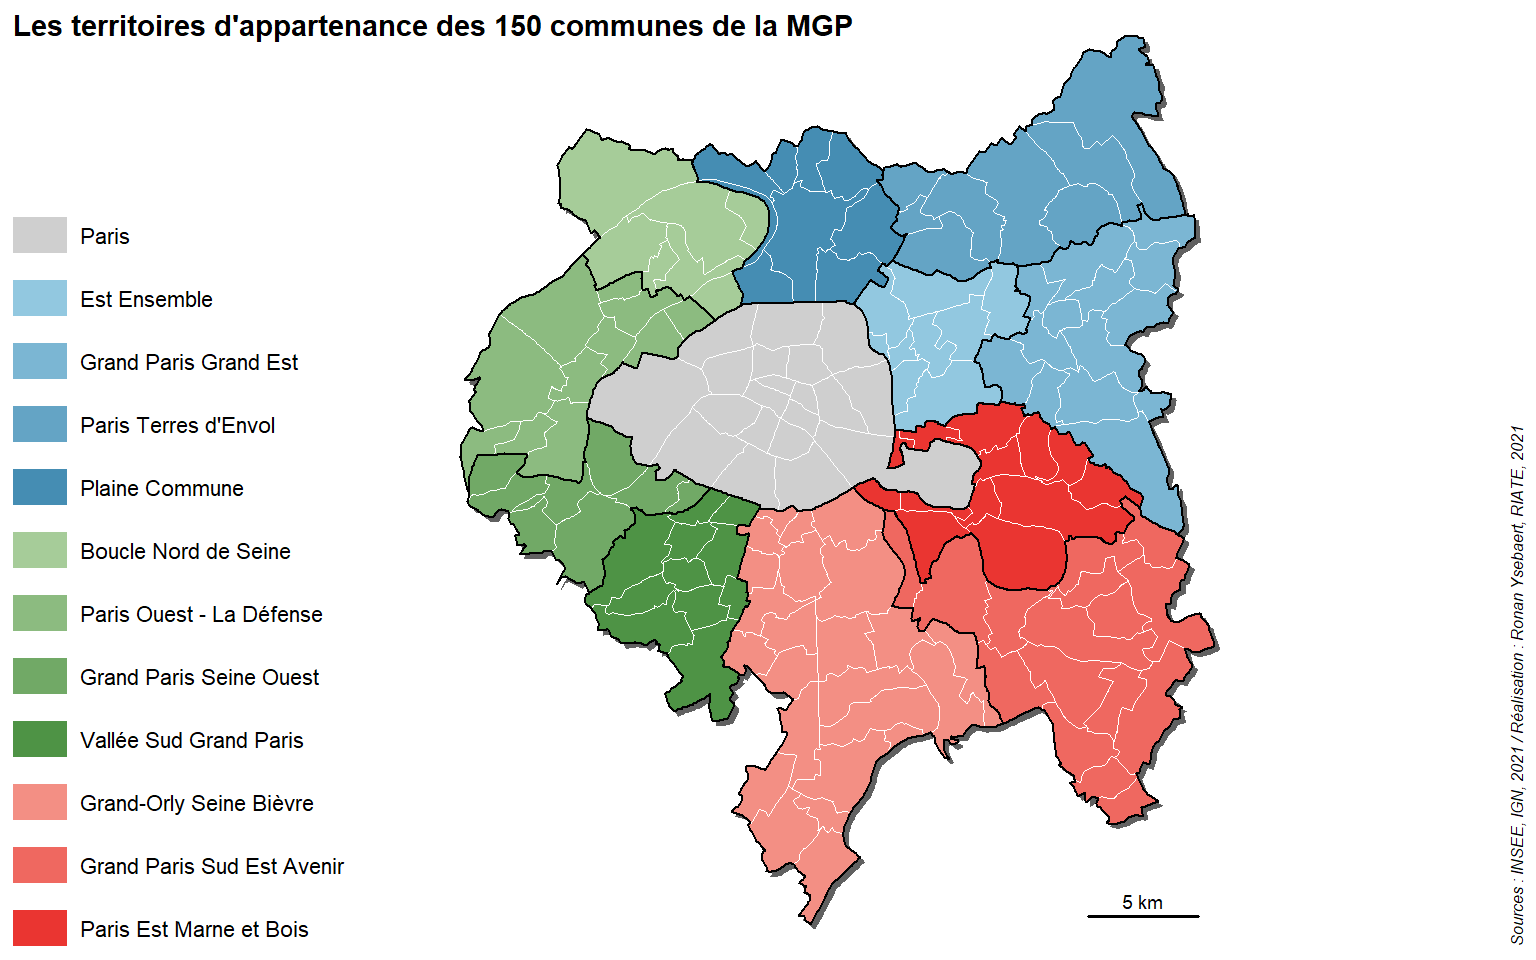 Les territoires d'appartenance des 150 communes de la MGP
Paris
Est Ensemble
Grand Paris Grand Est
Paris Terres d'Envol
Plaine Commune
Boucle Nord de Seine
Paris Ouest - La Défense
Grand Paris Seine Ouest
Vallée Sud Grand Paris
Grand-Orly Seine Bièvre
Grand Paris Sud Est Avenir
Paris Est Marne et Bois
5 km
Sources : INSEE, IGN, 2021 / Réalisation : Ronan Ysebaert, RIATE, 2021